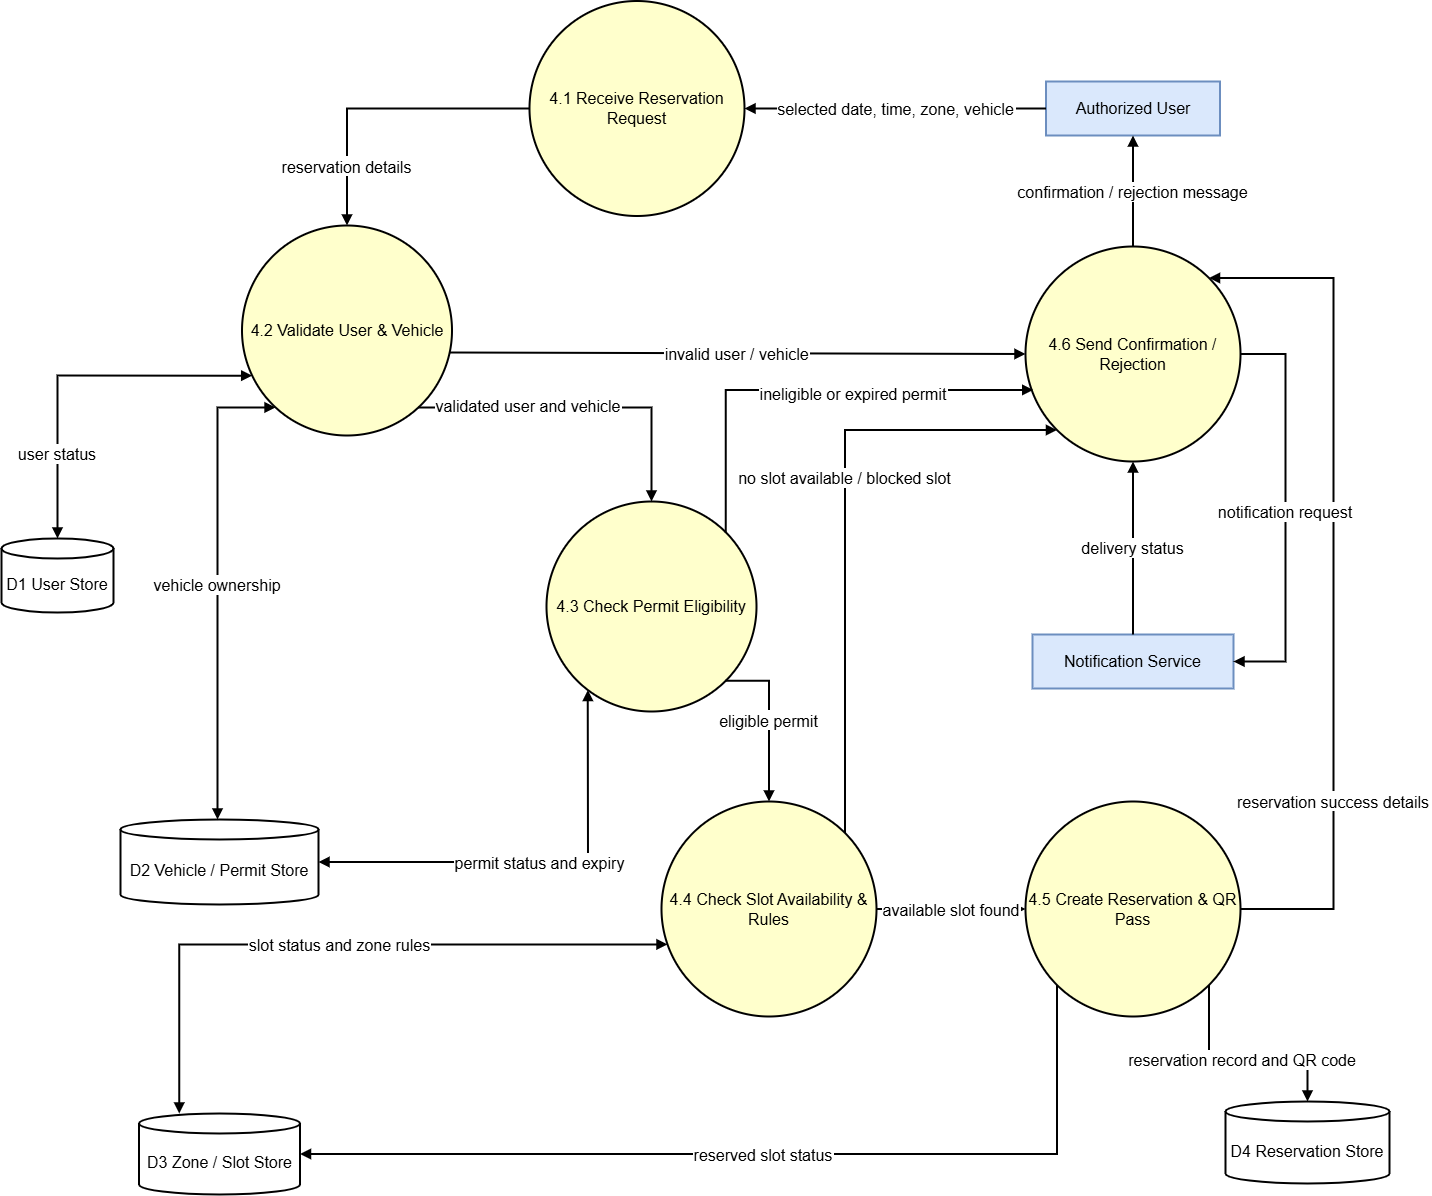 4.1 Receive Reservation
Request
selected date, time, zone, vehicle
Authorized User
reservation details
confirmation / rejection message
4.2 Validate User & Vehicle
invalid user / vehicle
4.6 Send Confirmation /
Rejection
ineligible or expired permit
validated user and vehicle
user status
no slot available / blocked slot
notification request
delivery status
D1 User Store
vehicle ownership
4.3 Check Permit Eligibility
Notification Service
eligible permit
reservation success details
permit status and expiry
D2 Vehicle / Permit Store
4.4 Check Slot Availability &
Rules
available slot found
4.5 Create Reservation & QR
Pass
slot status and zone rules
reservation record and QR code
D3 Zone / Slot Store
reserved slot status
D4 Reservation Store